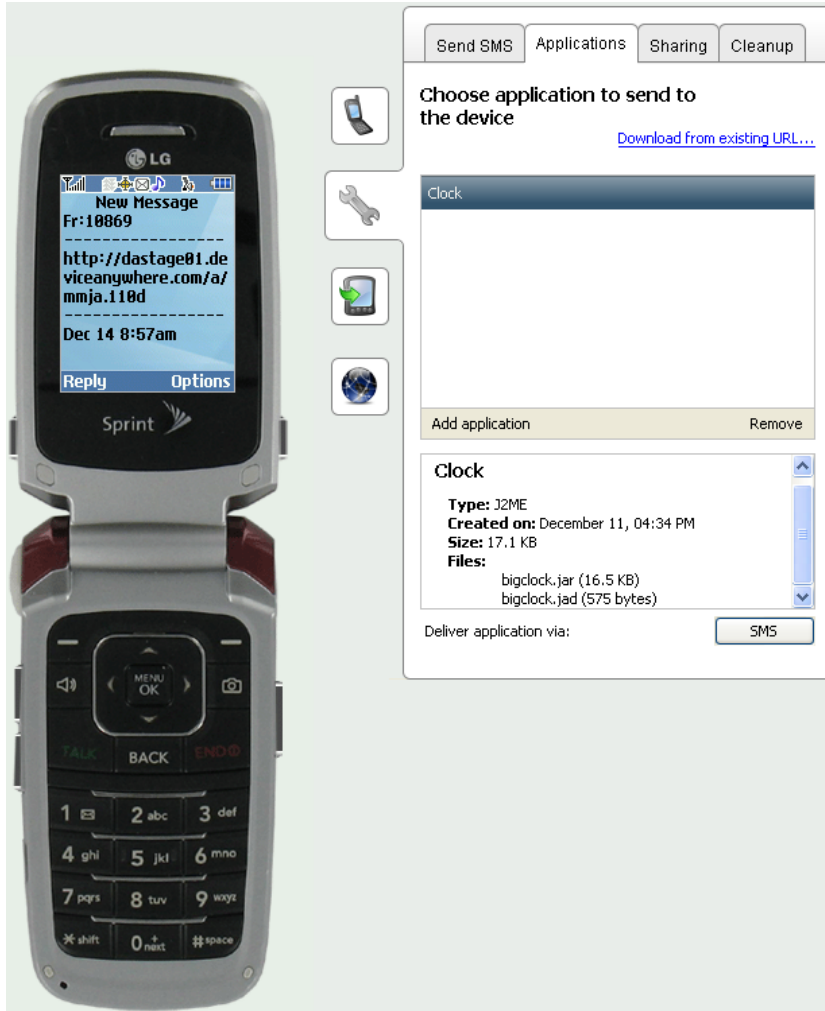 Send SMS
Applications
Sharing
Cleanup
Choose application to send to
the device
Download from existing URL...
Clock
Add application
Remove
Clock
Type: J2ME
Created on: December 11, 04:34 PM
Size: 17.1 KB
Files:
bigclock.jar (16.5 KB)
bigclock.jad (575 bytes)
Deliver application via:
SMS
LG
New Message
Fr:10869
http://dastage01.de
viceanywhere.com/a/
mmja.110d
Dec 14 8:57am
Reply
Options
Sprint
MENU
OK
TALK
BACK
END
1
2 abc
3 def
4 ghi
5 jkl
6 mno
7 pqrs
8 tuv
9 wxyz
* shift
0 + next
# space